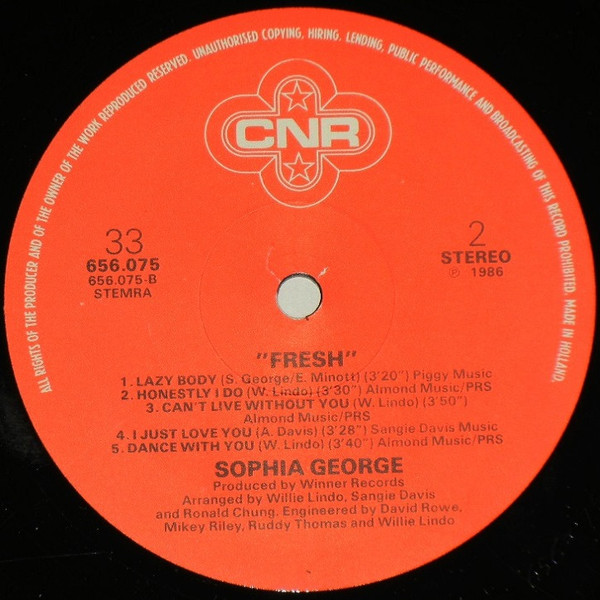 ALL RIGHTS OF THE PRODUCER AND OF THE OWNER OF THE WORK REPRODUCED RESERVED. UNAUTHORISED COPYING, HIRING, LENDING, PUBLIC PERFORMANCE AND BROADCASTING OF THIS RECORD PROHIBITED. MADE IN HOLLAND.
CNR
33
656.075
656.075-B
STEMRA
2
STEREO
℗ 1986
"FRESH"
1. LAZY BODY (S. George/E. Minott) (3'20") Piggy Music
2. HONESTLY I DO (W. Lindo) (3'30") Almond Music/PRS
3. CAN'T LIVE WITHOUT YOU (W. Lindo) (3'50")
Almond Music/PRS
4. I JUST LOVE YOU (A. Davis) (3'28") Sangie Davis Music
5. DANCE WITH YOU (W. Lindo) (3'40") Almond Music/PRS
SOPHIA GEORGE
Produced by Winner Records
Arranged by Willie Lindo, Sangie Davis
and Ronald Chung. Engineered by David Rowe,
Mikey Riley, Ruddy Thomas and Willie Lindo